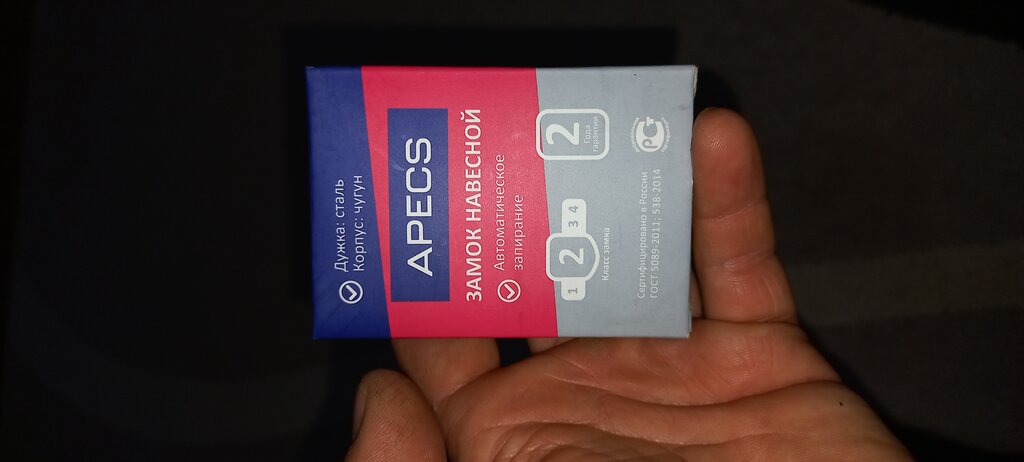 Дужка: сталь
Корпус: чугун
APECS
ЗАМОК НАВЕСНОЙ
Автоматическое
запирание
1 2 3 4
Класс замка
2
Года
гарантии
Сертифицировано в России
ГОСТ 5089-2011; 538-2014
РСТ